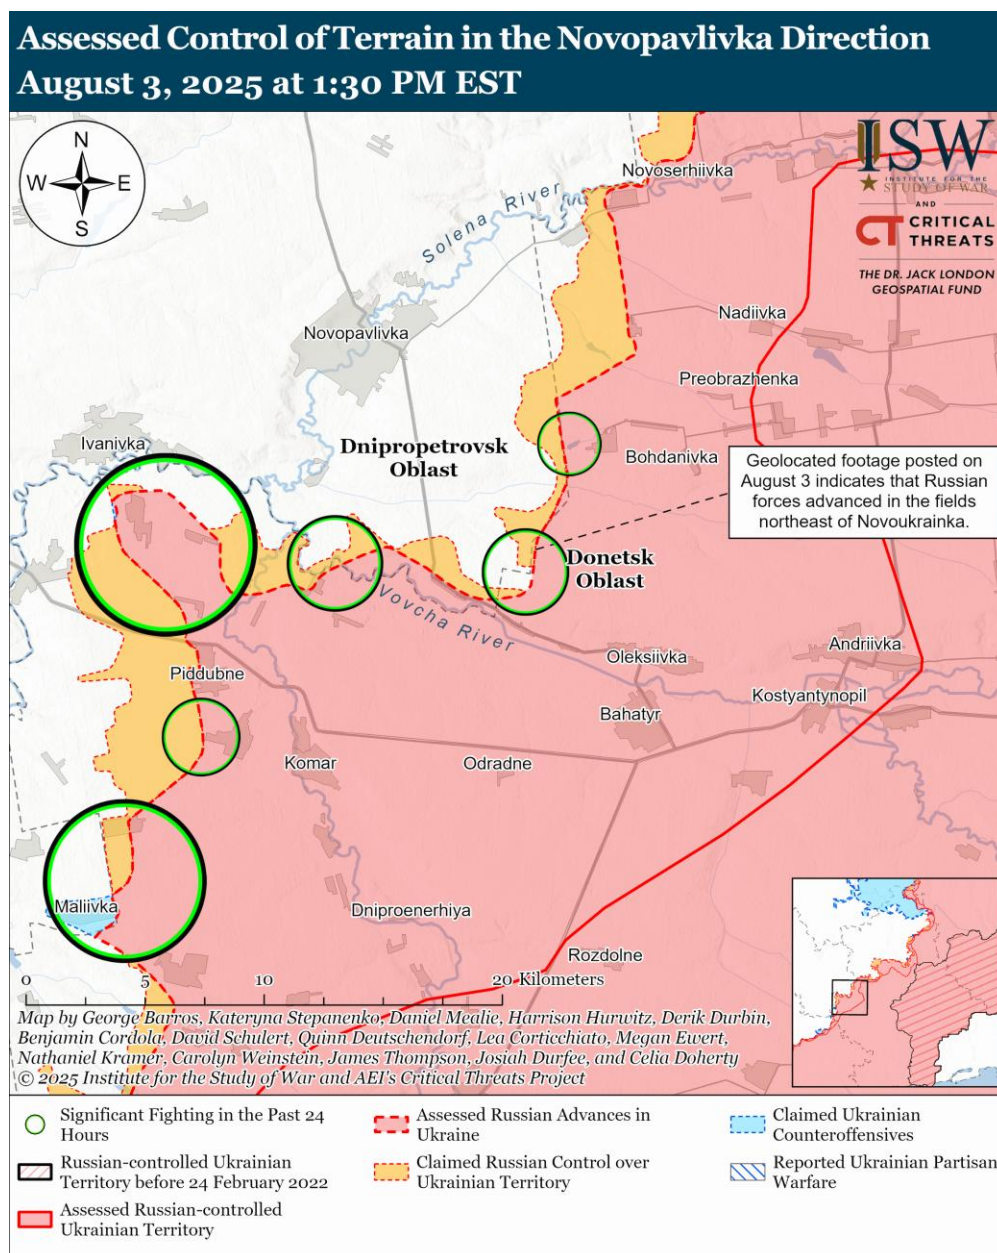 Assessed Control of Terrain in the Novopavlivka Direction
August 3, 2025 at 1:30 PM EST
N
W E
S
ISW
INSTITUTE FOR THE
STUDY OF WAR
AND
CT CRITICAL
THREATS
THE DR. JACK LONDON
GEOSPATIAL FUND
Novoserhiivka
Solena River
Nadiivka
Novopavlivka
Preobrazhenka
Ivanivka
Dnipropetrovsk
Oblast
Bohdanivka
Geolocated footage posted on
August 3 indicates that Russian
forces advanced in the fields
northeast of Novoukrainka.
Donetsk
Oblast
Vovcha River
Andriivka
Oleksiivka
Piddubne
Kostyantynopil
Bahatyr
Komar
Odradne
Maliivka
Dniproenerhiya
Rozdolne
0 5 10 20 Kilometers
Map by George Barros, Kateryna Stepanenko, Daniel Mealie, Harrison Hurwitz, Derik Durbin,
Benjamin Cordola, David Schulert, Quinn Deutschendorf, Lea Corticchiato, Megan Ewert,
Nathaniel Kramer, Carolyn Weinstein, James Thompson, Josiah Durfee, and Celia Doherty
© 2025 Institute for the Study of War and AEI's Critical Threats Project
Significant Fighting in the Past 24
Hours
Russian-controlled Ukrainian
Territory before 24 February 2022
Assessed Russian-controlled
Ukrainian Territory
Assessed Russian Advances in
Ukraine
Claimed Russian Control over
Ukrainian Territory
Claimed Ukrainian
Counteroffensives
Reported Ukrainian Partisan
Warfare